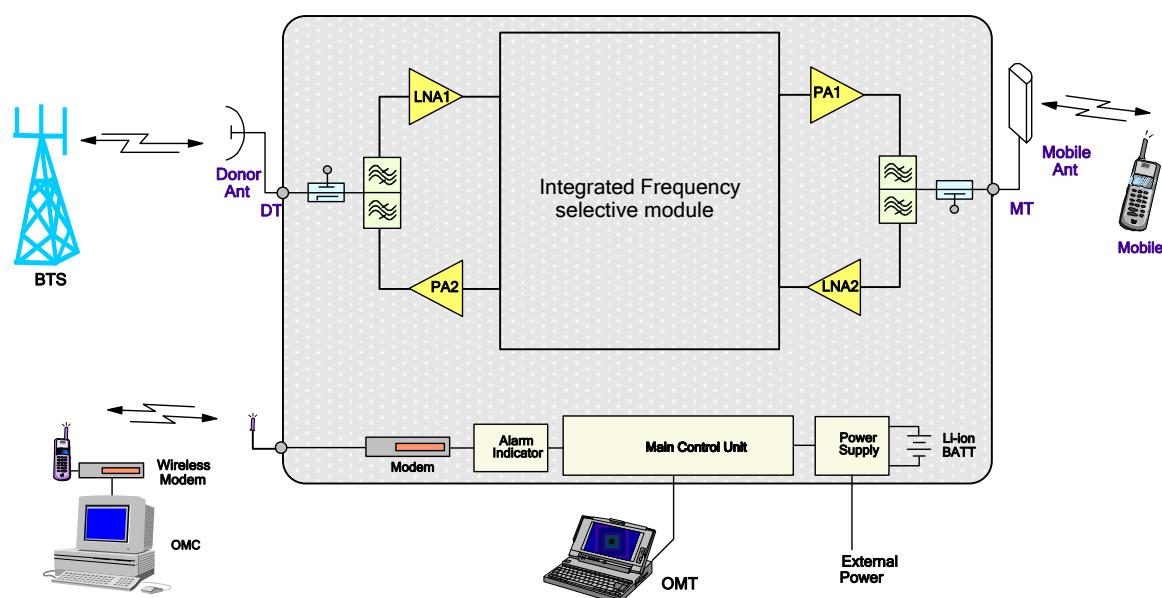 LNA1
PA1
BTS
Donor
Ant
DT
Integrated Frequency
selective module
Mobile
Ant
MT
Mobile
PA2
LNA2
Wireless
Modem
OMC
Modem
Alarm
Indicator
Main Control Unit
Power
Supply
Li-ion
BATT
OMT
External
Power